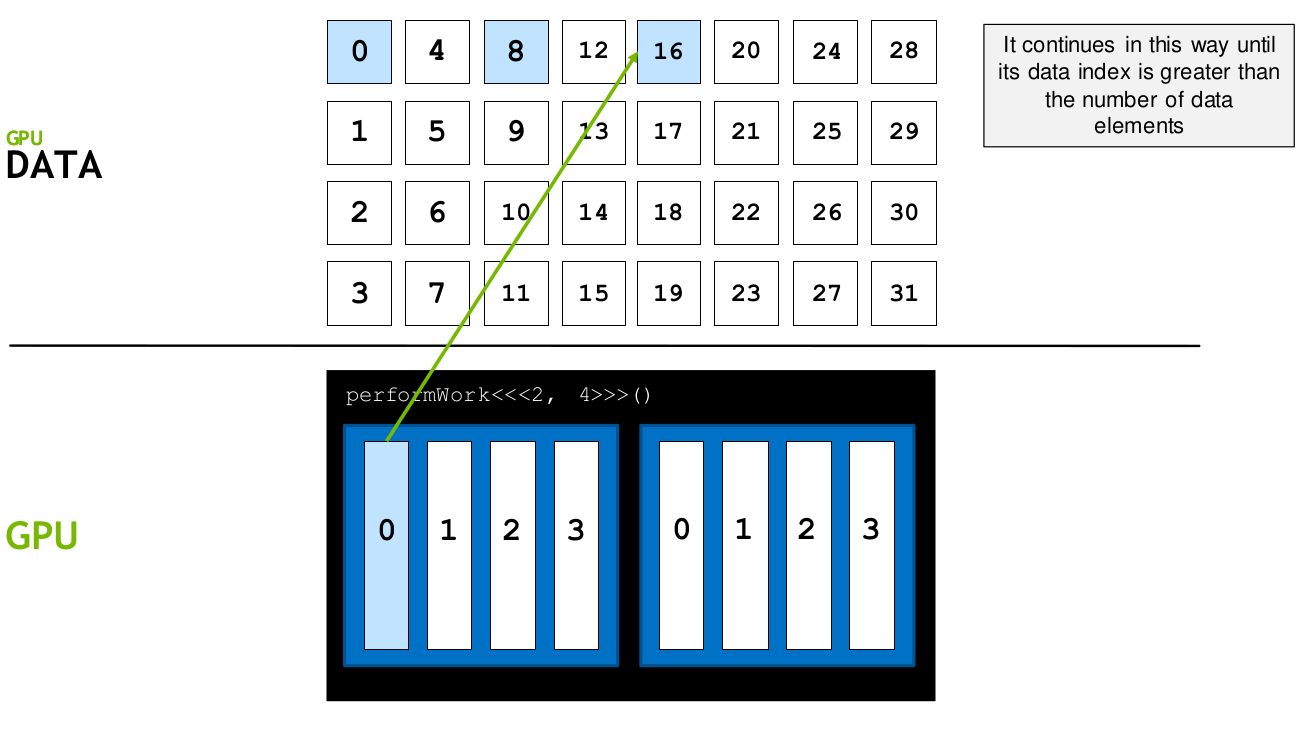 0 4 8 12 16 20 24 28
It continues in this way until
its data index is greater than
the number of data
elements
GPU
DATA
1 5 9 13 17 21 25 29
2 6 10 14 18 22 26 30
3 7 11 15 19 23 27 31
performWork<<<2, 4>>>()
GPU
0 1 2 3 0 1 2 3